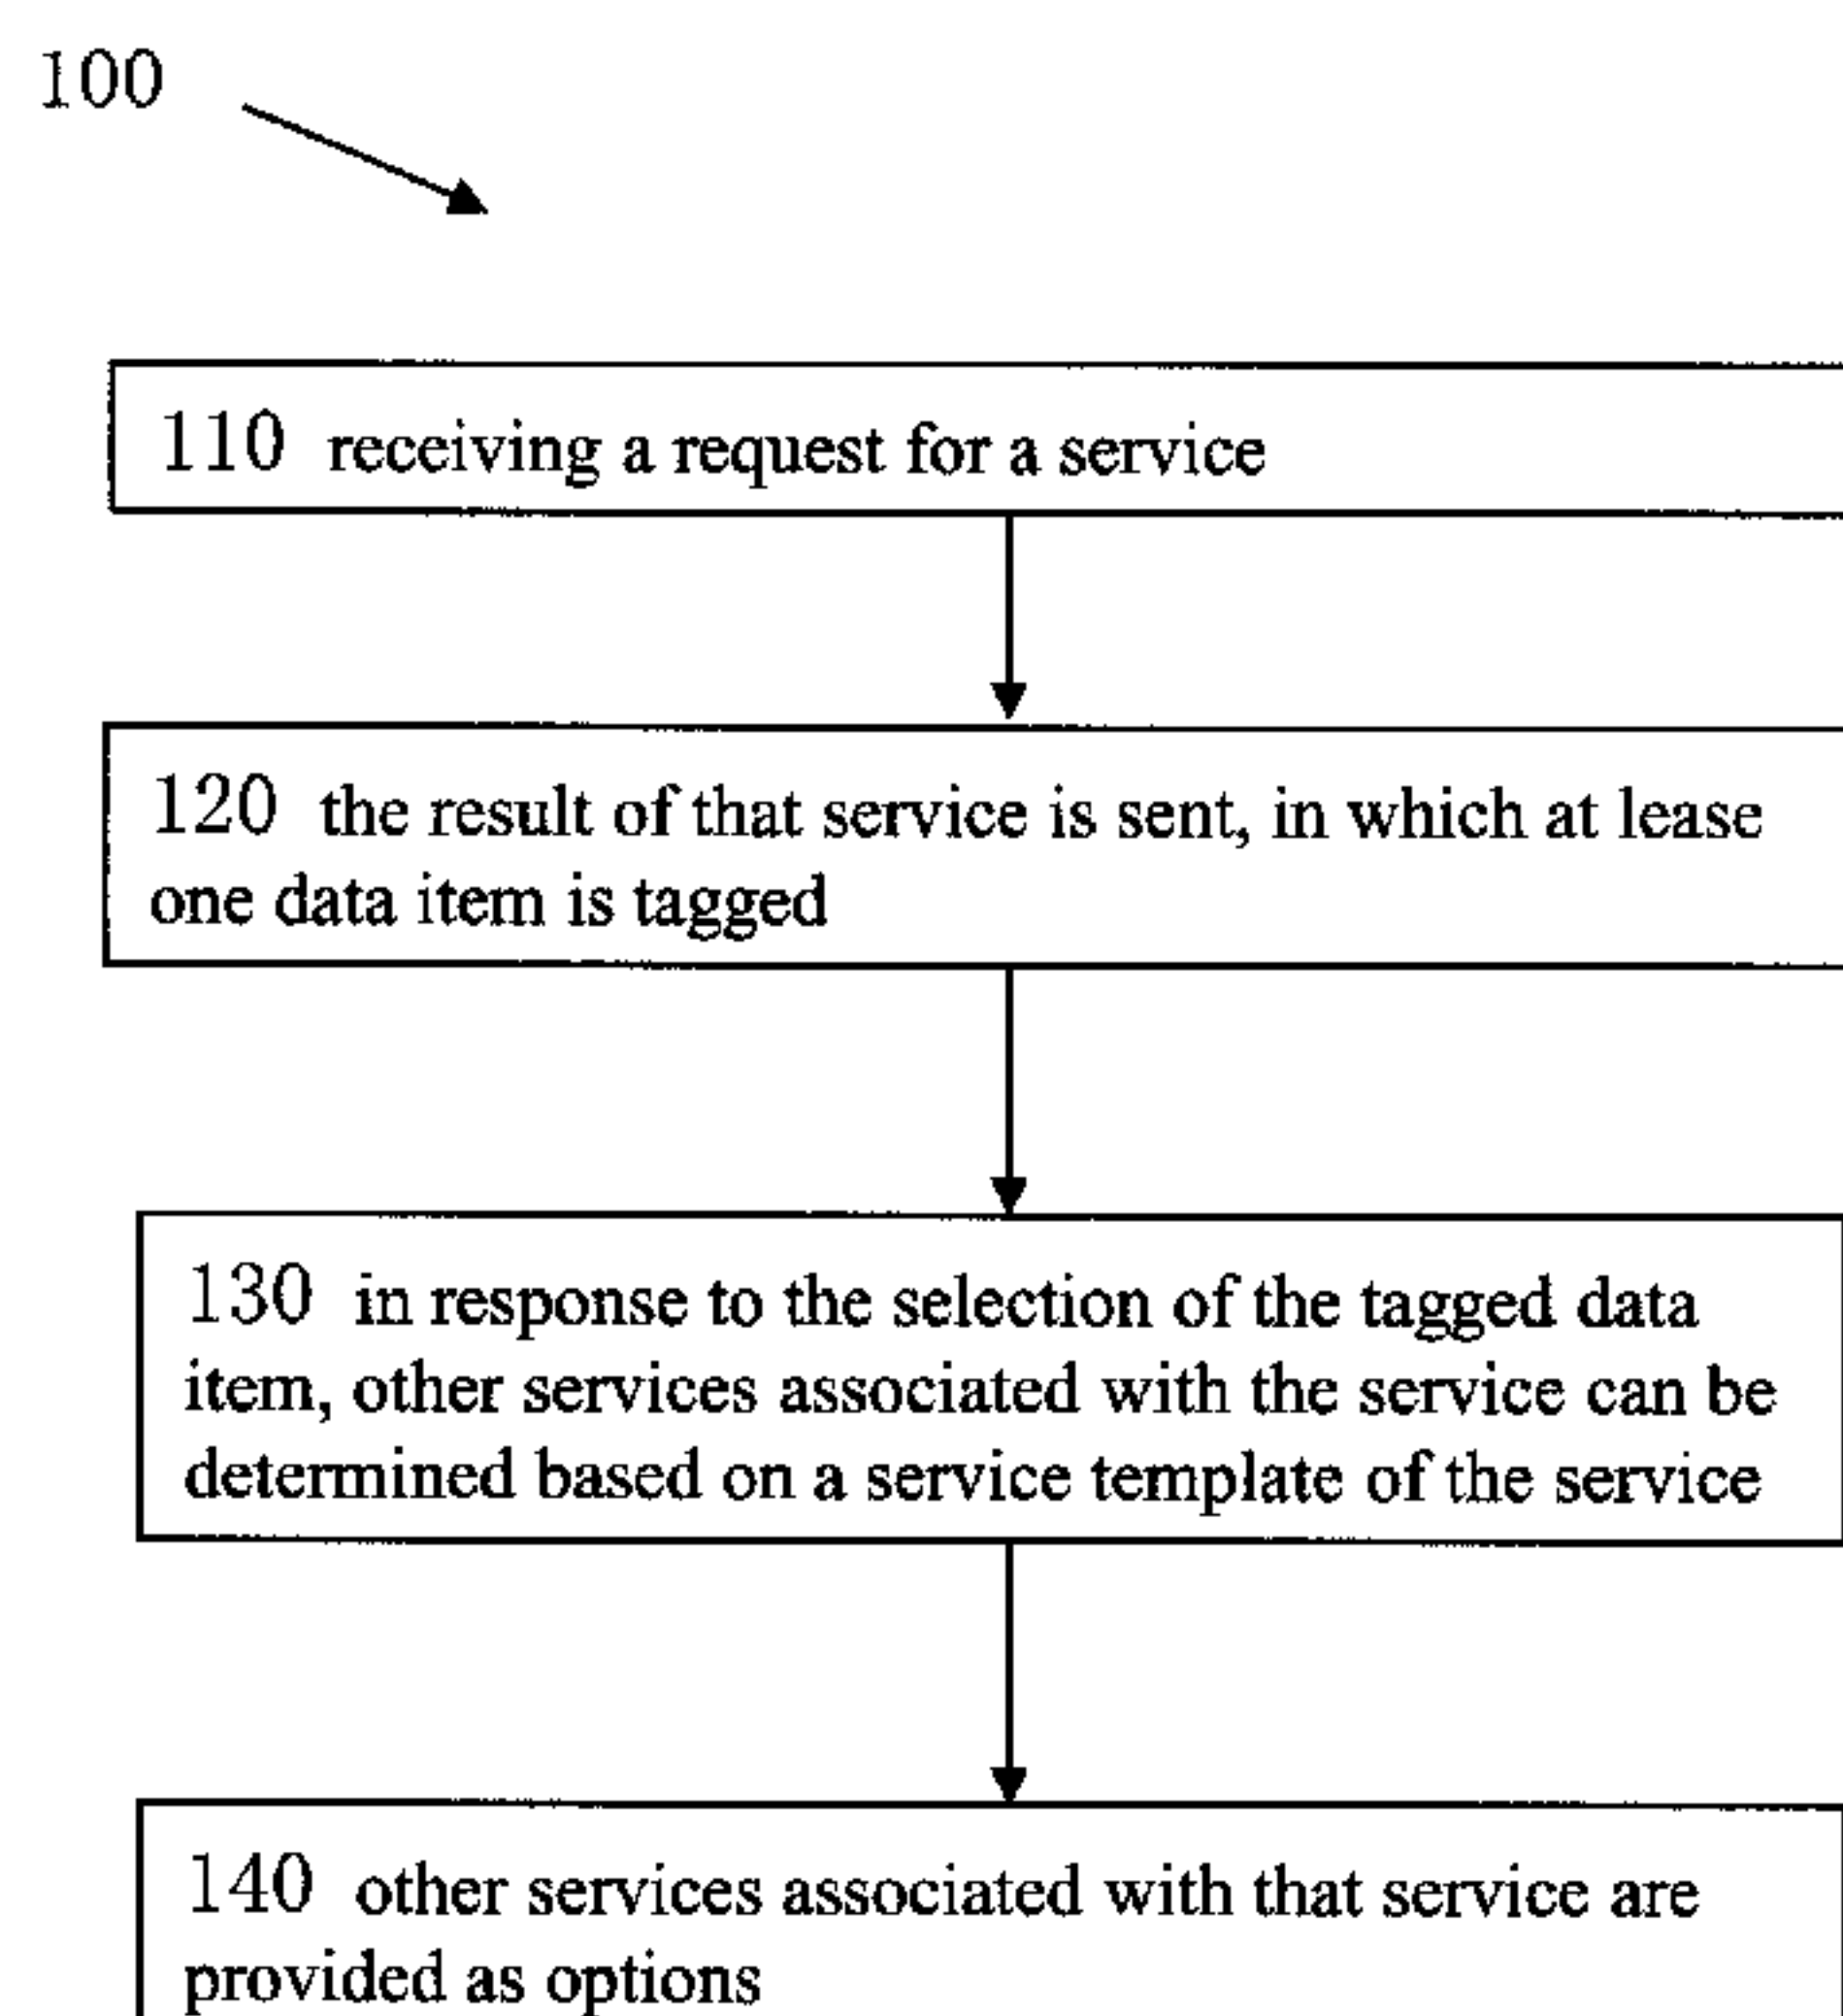 100
110 receiving a request for a service
120 the result of that service is sent, in which at lease
one data item is tagged
130 in response to the selection of the tagged data
item, other services associated with the service can be
determined based on a service template of the service
140 other services associated with that service are
provided as options